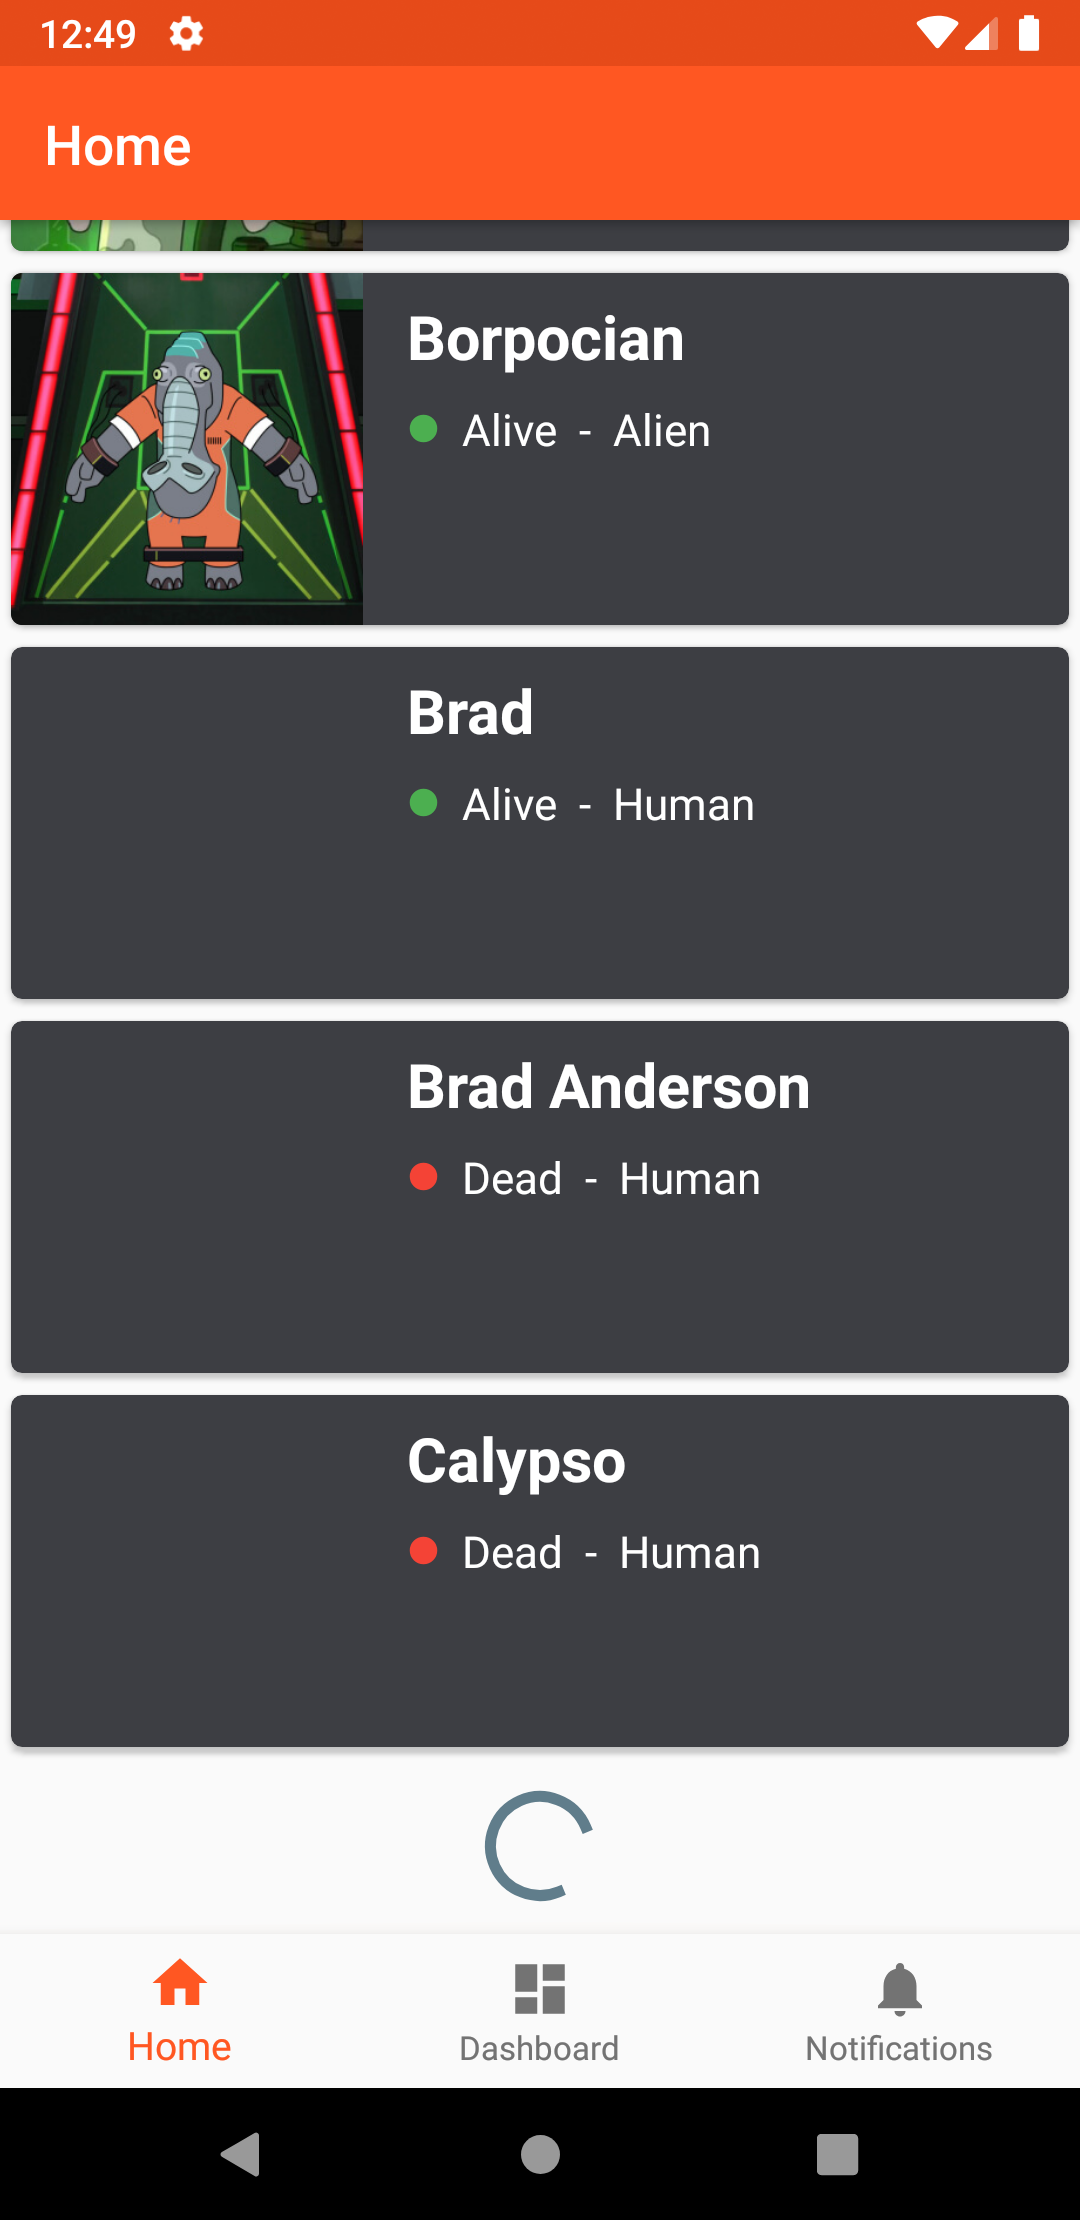 12:49
Home
Borpocian
Alive - Alien
Brad
Alive - Human
Brad Anderson
Dead - Human
Calypso
Dead - Human
Home
Dashboard
Notifications